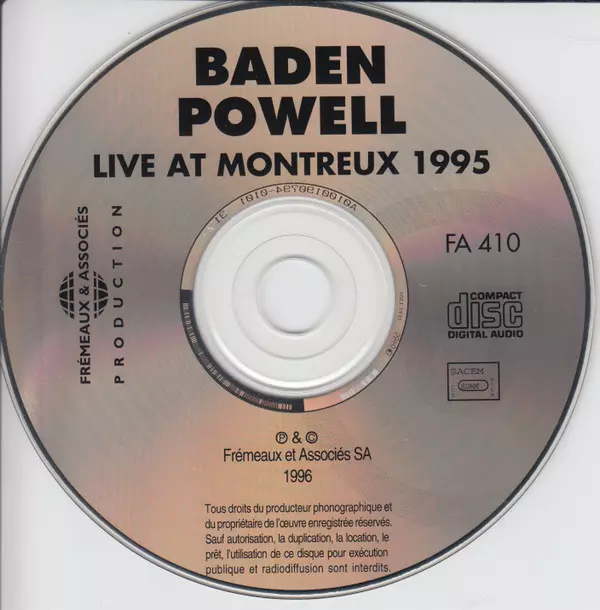 BADEN
POWELL
LIVE AT MONTREUX 1995
FRÉMEAUX & ASSOCIÉS
PRODUCTION
FA 410
COMPACT
disc
DIGITAL AUDIO
SACEM
℗ & ©
Frémeaux et Associés SA
1996
Tous droits du producteur phonographique et
du propriétaire de l'œuvre enregistrée réservés.
Sauf autorisation, la duplication, la location, le
prêt, l'utilisation de ce disque pour exécution
publique et radiodiffusion sont interdits.